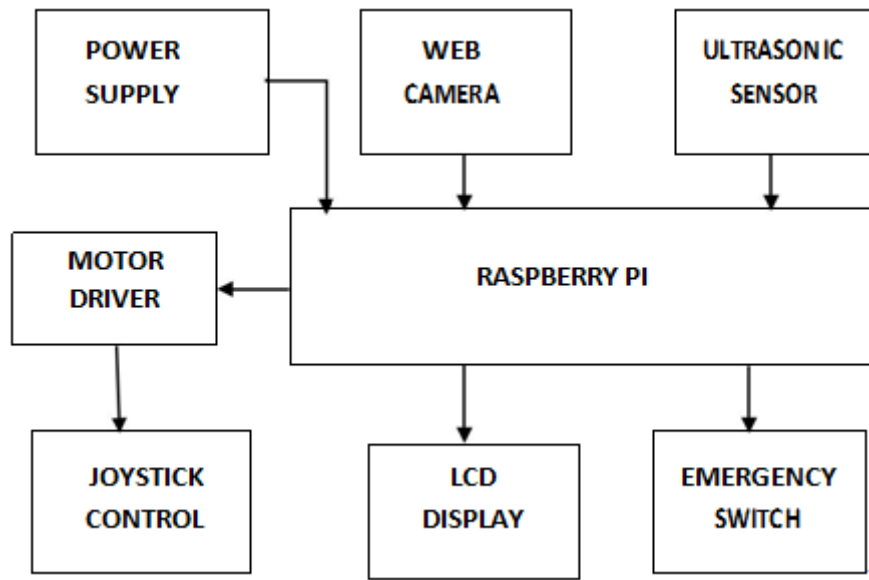 POWER
SUPPLY
WEB
CAMERA
ULTRASONIC
SENSOR
MOTOR
DRIVER
RASPBERRY PI
JOYSTICK
CONTROL
LCD
DISPLAY
EMERGENCY
SWITCH